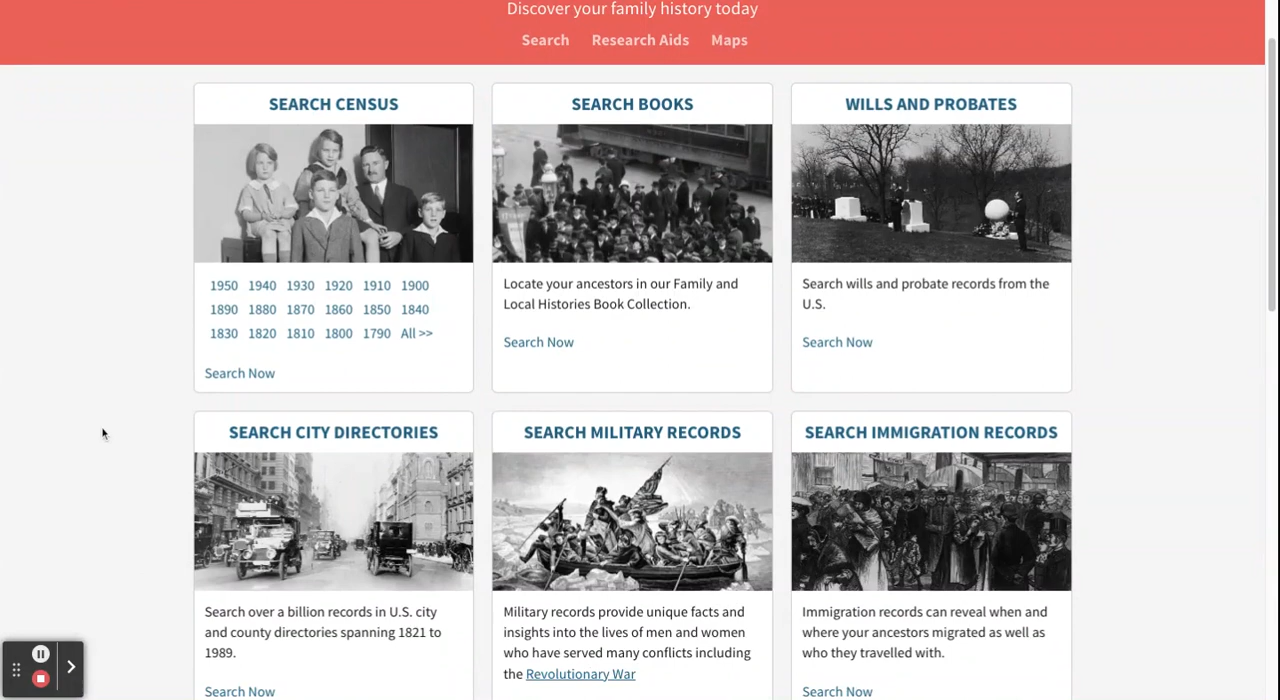 Discover your family history today
Search Research Aids Maps
SEARCH CENSUS
1950 1940 1930 1920 1910 1900
1890 1880 1870 1860 1850 1840
1830 1820 1810 1800 1790 All >>
Search Now
SEARCH BOOKS
Locate your ancestors in our Family and
Local Histories Book Collection.
Search Now
WILLS AND PROBATES
Search wills and probate records from the
U.S.
Search Now
SEARCH CITY DIRECTORIES
Search over a billion records in U.S. city
and county directories spanning 1821 to
1989.
Search Now
SEARCH MILITARY RECORDS
Military records provide unique facts and
insights into the lives of men and women
who have served many conflicts including
the Revolutionary War
SEARCH IMMIGRATION RECORDS
Immigration records can reveal when and
where your ancestors migrated as well as
who they travelled with.
Search Now